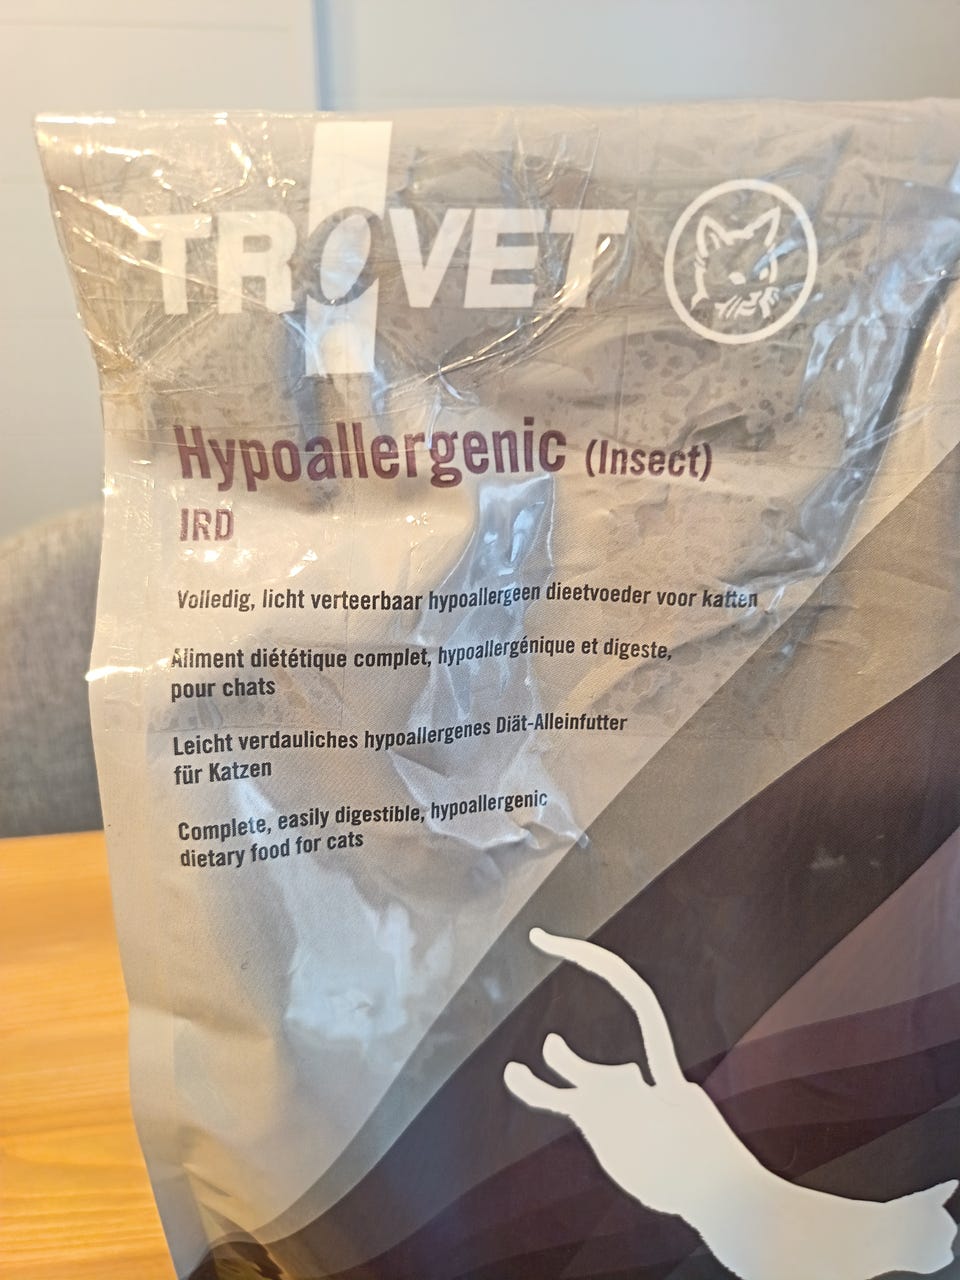 TROVET
Hypoallergenic (Insect)
IRD
Volledig, licht verteerbaar hypoallergeen dieetvoeder voor katten
Aliment diététique complet, hypoallergénique et digeste,
pour chats
Leicht verdauliches hypoallergenes Diät-Alleinfutter
für Katzen
Complete, easily digestible, hypoallergenic
dietary food for cats